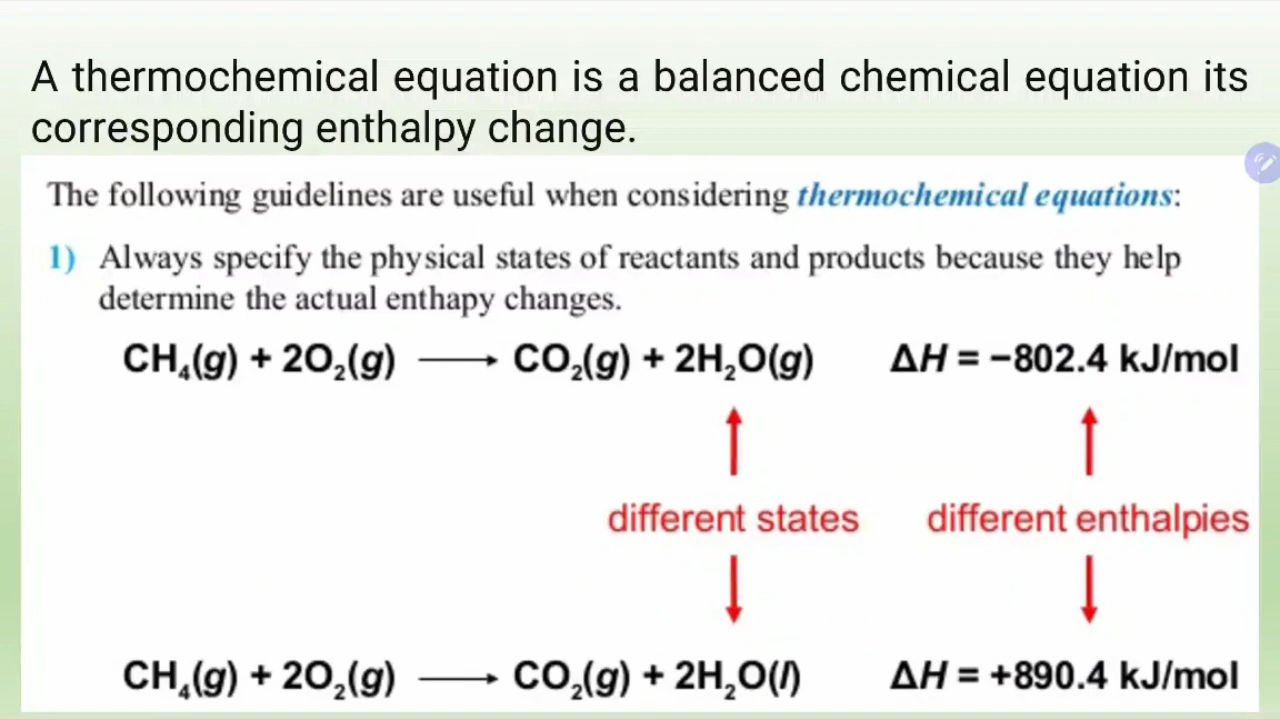 A thermochemical equation is a balanced chemical equation its
corresponding enthalpy change.
The following guidelines are useful when considering thermochemical equations:
1) Always specify the physical states of reactants and products because they help
determine the actual enthapy changes.
CH₄(g) + 2O₂(g) ⟶ CO₂(g) + 2H₂O(g) ΔH = −802.4 kJ/mol
different states different enthalpies
CH₄(g) + 2O₂(g) ⟶ CO₂(g) + 2H₂O(l) ΔH = +890.4 kJ/mol